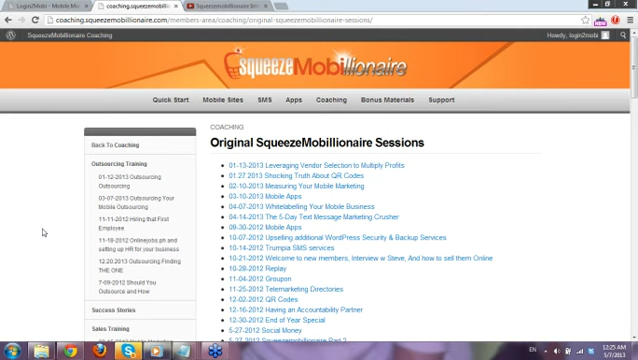 Login2Mobi - Mobile Mo
coaching.squeezemobilli
Original SqueezeMobillionaire Ses
coaching.squeezemobillionaire.com/members-area/coaching/original-squeezemobillionaire-sessions/
SqueezeMobillionaire Coaching
Howdy, login2mobi
squeezeMobillionaire
Quick Start Mobile Sites SMS Apps Coaching Bonus Materials Support
Back To Coaching
Outsourcing Training
01-12-2013 Outsourcing
Outsourcing
03-07-2013 Outsourcing Your
Mobile Outsourcing
11-11-2012 Hiring that First
Employee
11-18-2012 Onlinejobs.ph and
setting up HR for your business
12.20.2013 Outsourcing Finding
THE ONE
7-09-2012 Should You
Outsource and How
Success Stories
Sales Training
COACHING
Original SqueezeMobillionaire Sessions
01-13-2013 Leveraging Vendor Selection to Multiply Profits
01.27.2013 Shocking Truth About QR Codes
02-10-2013 Measuring Your Mobile Marketing
03-10-2013 Mobile Apps
04-07-2013 Whitelabelling Your Mobile Business
04-14-2013 The 5-Day Text Message Marketing Crusher
09-30-2012 Mobile Apps
10-07-2012 Upselling additional WordPress Security & Backup Services
10-14-2012 Trumpia SMS services
10-21-2012 Welcome to new members, Interview w Steve, And how to sell them Online
10-28-2012 Replay
11-04-2012 Groupon
11-25-2012 Telemarketing Directories
12-02-2012 QR Codes
12-16-2012 Having an Accountability Partner
12-30-2012 End of Year Special
5-27-2012 Social Money
5-27-2012 Squeezemobillionaire Part 2
EN
12:25 AM
5/7/2013